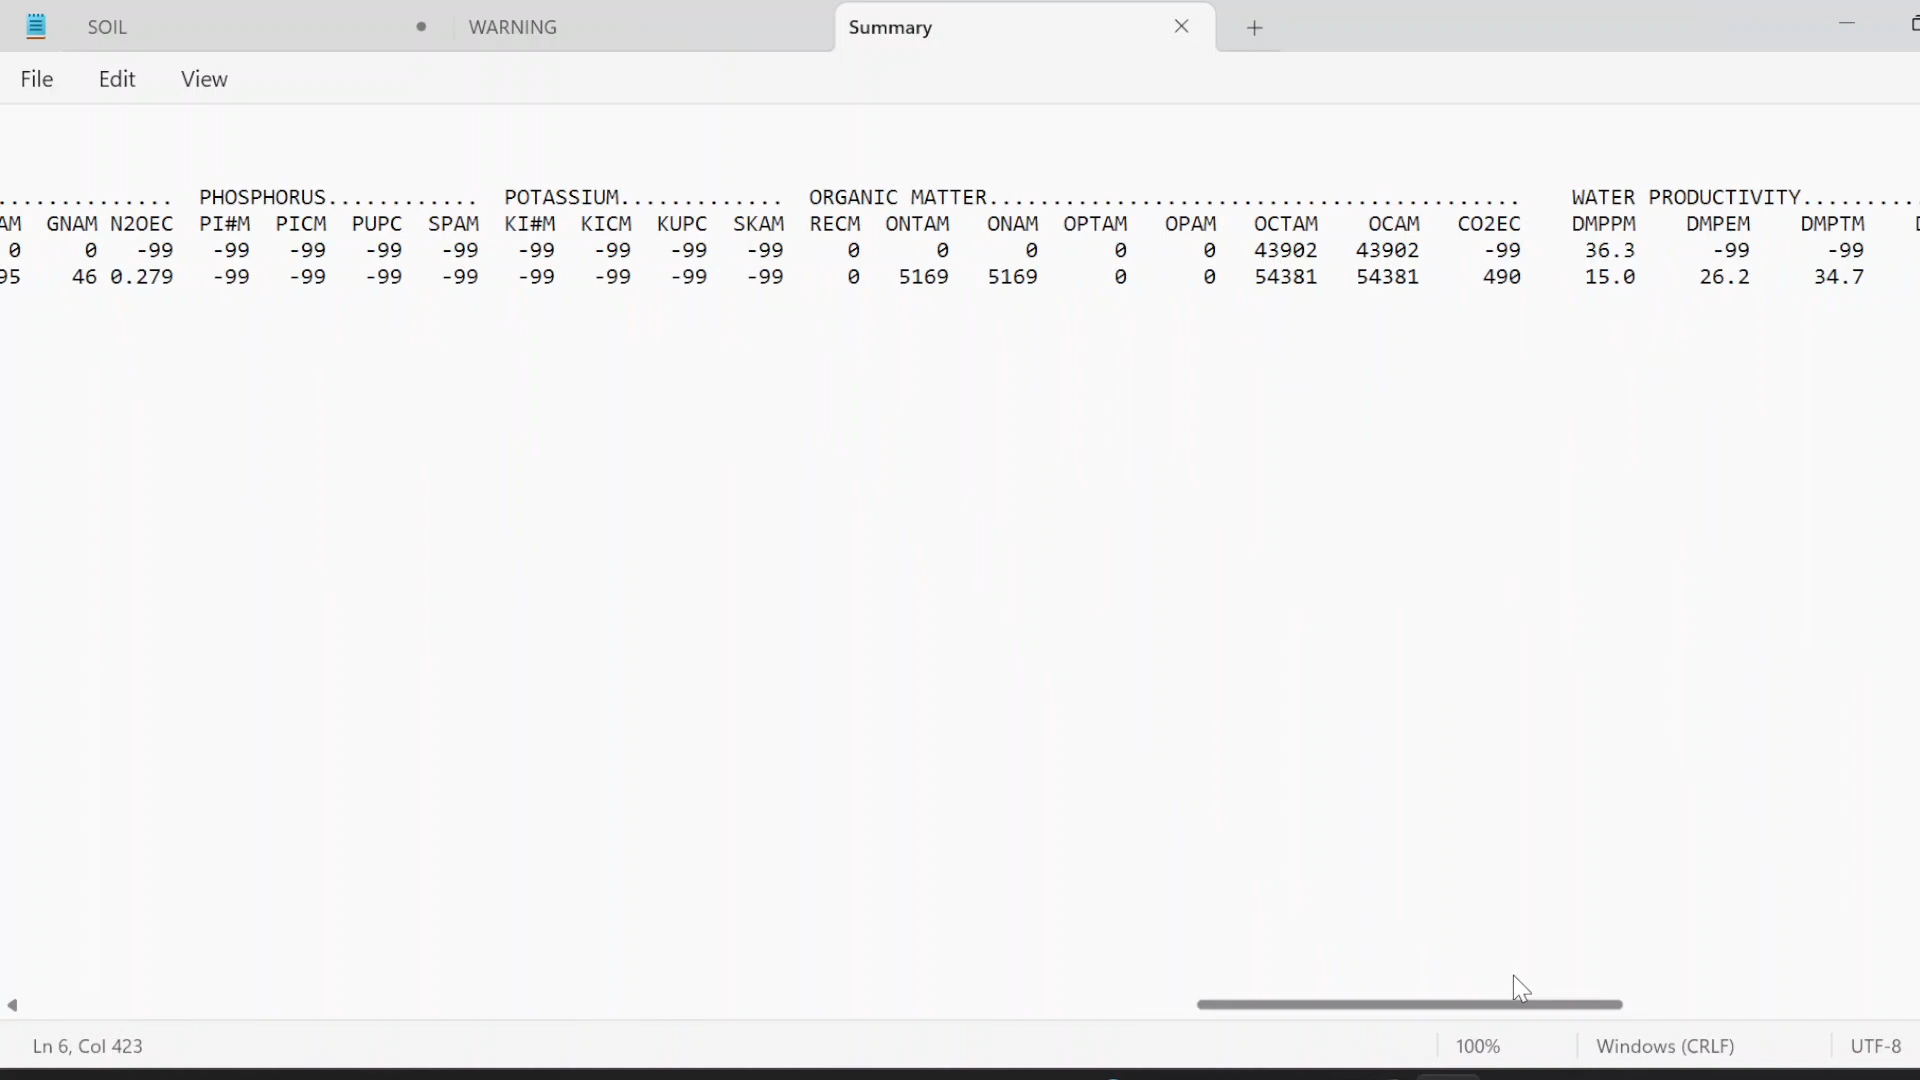 SOIL WARNING Summary
File Edit View
............... PHOSPHORUS............ POTASSIUM............. ORGANIC MATTER.......................................... WATER PRODUCTIVITY.........
AM GNAM N2OEC PI#M PICM PUPC SPAM KI#M KICM KUPC SKAM RECM ONTAM ONAM OPTAM OPAM OCTAM OCAM CO2EC DMPPM DMPEM DMPTM
0 0 -99 -99 -99 -99 -99 -99 -99 -99 -99 0 0 0 0 0 43902 43902 -99 36.3 -99 -99
95 46 0.279 -99 -99 -99 -99 -99 -99 -99 -99 0 5169 5169 0 0 54381 54381 490 15.0 26.2 34.7
Ln 6, Col 423 100% Windows (CRLF) UTF-8